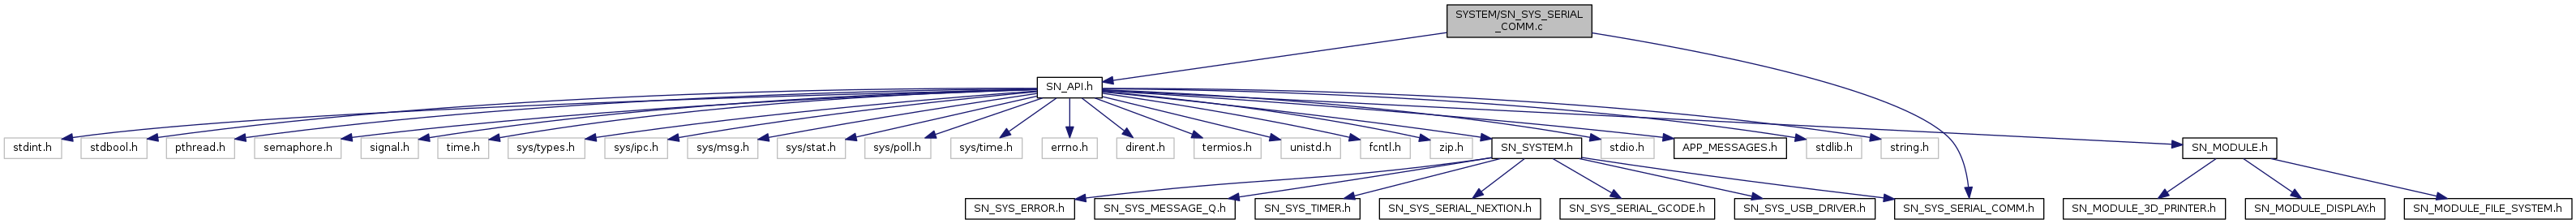 SYSTEM/SN_SYS_SERIAL
_COMM.c
SN_API.h
stdint.h
stdbool.h
pthread.h
semaphore.h
signal.h
time.h
sys/types.h
sys/ipc.h
sys/msg.h
sys/stat.h
sys/poll.h
sys/time.h
errno.h
dirent.h
termios.h
unistd.h
fcntl.h
zip.h
SN_SYSTEM.h
stdio.h
APP_MESSAGES.h
stdlib.h
string.h
SN_MODULE.h
SN_SYS_ERROR.h
SN_SYS_MESSAGE_Q.h
SN_SYS_TIMER.h
SN_SYS_SERIAL_NEXTION.h
SN_SYS_SERIAL_GCODE.h
SN_SYS_USB_DRIVER.h
SN_SYS_SERIAL_COMM.h
SN_MODULE_3D_PRINTER.h
SN_MODULE_DISPLAY.h
SN_MODULE_FILE_SYSTEM.h